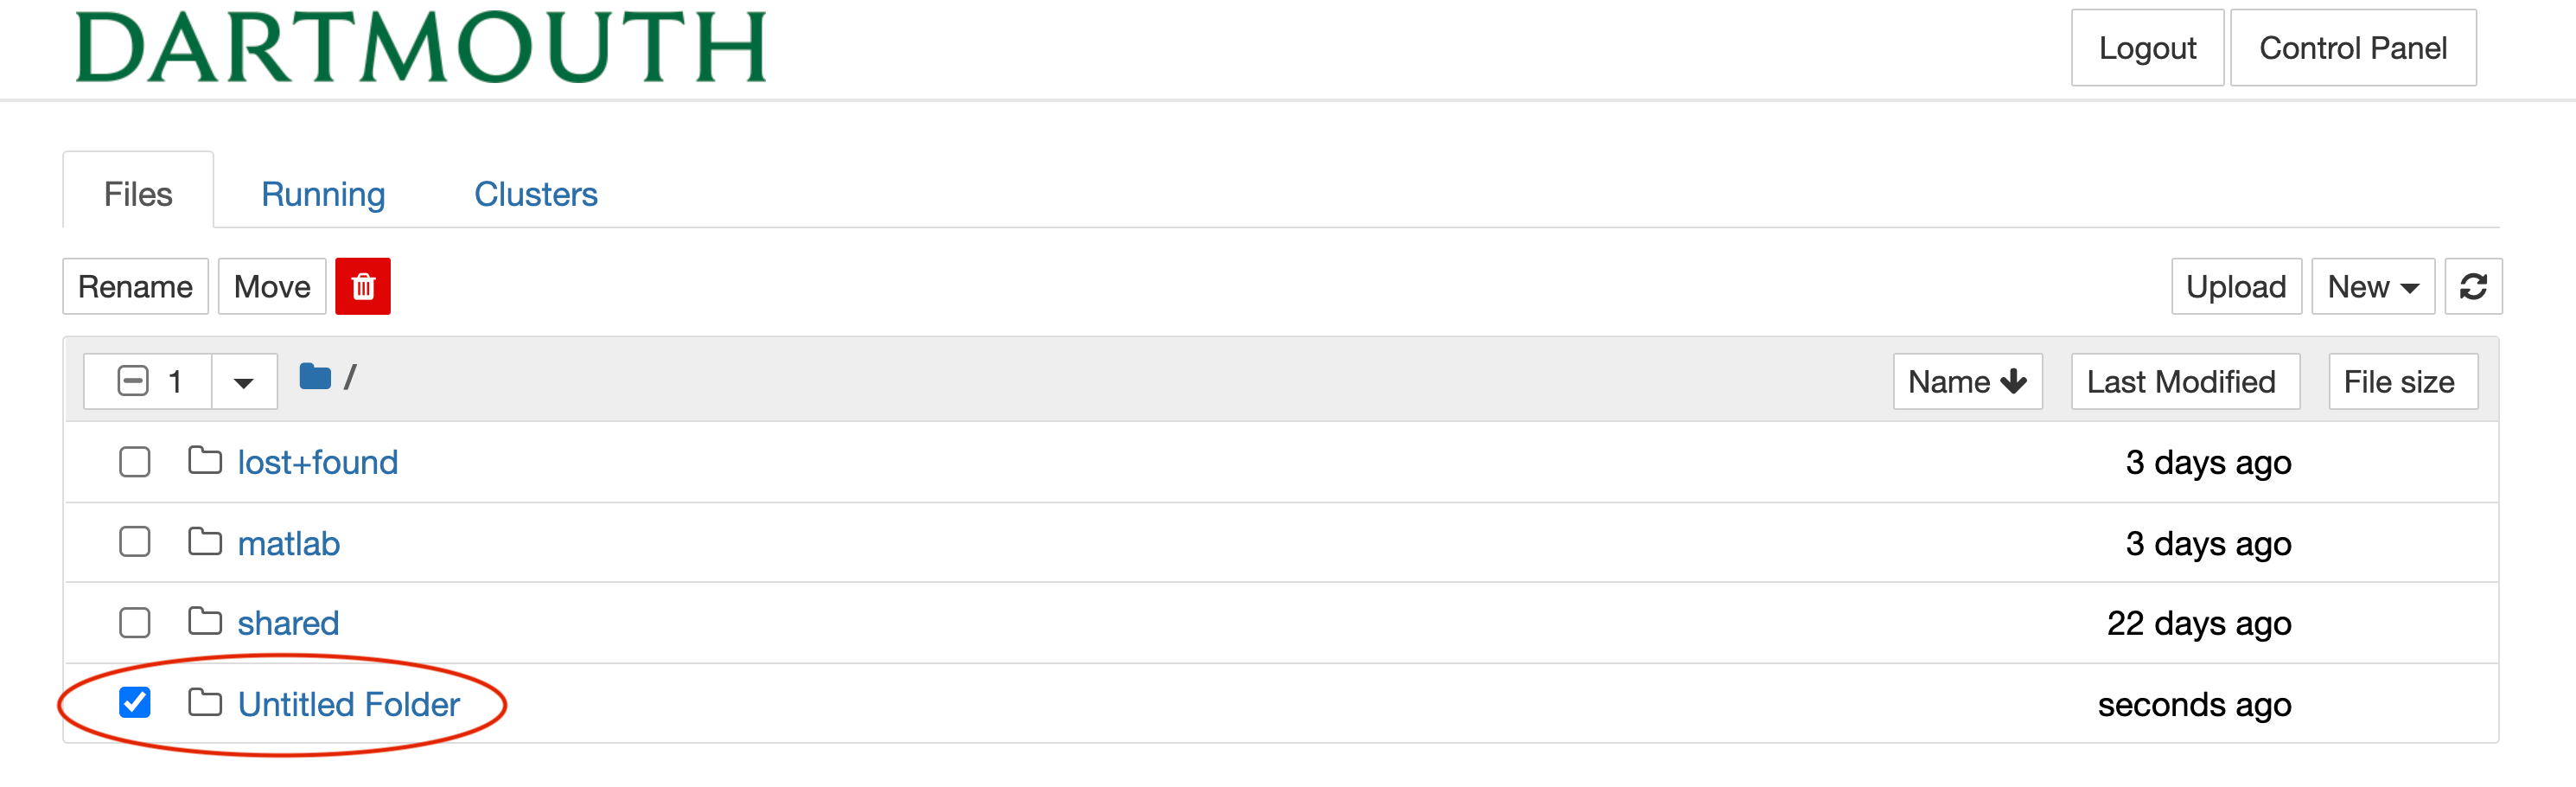 DARTMOUTH
Logout Control Panel
Files Running Clusters
Rename Move Upload New
1 / Name Last Modified File size
lost+found 3 days ago
matlab 3 days ago
shared 22 days ago
Untitled Folder seconds ago